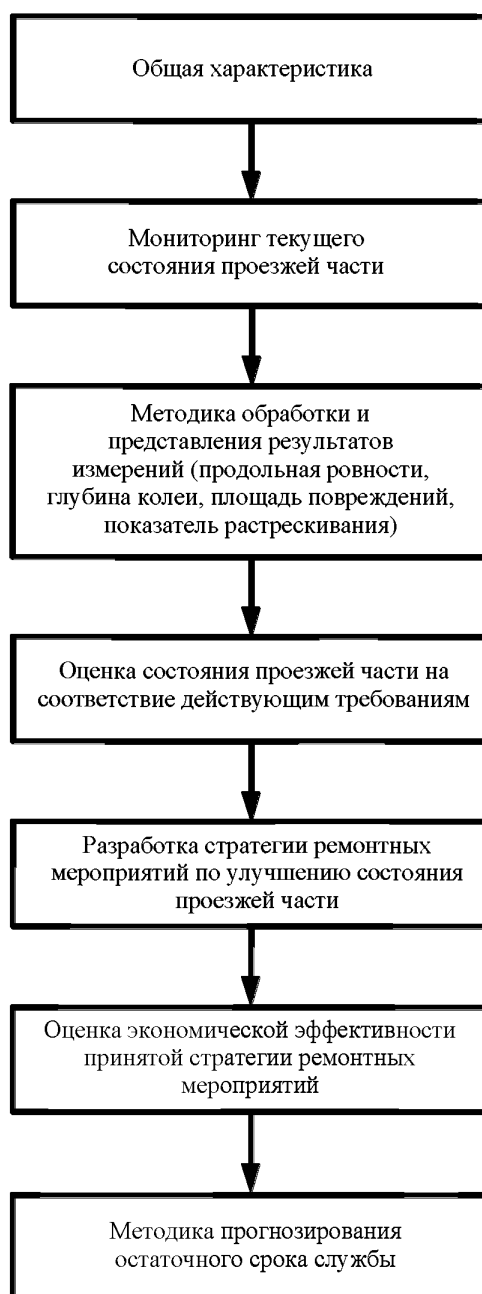 Общая характеристика
Мониторинг текущего
состояния проезжей части
Методика обработки и
представления результатов
измерений (продольная ровности,
глубина колеи, площадь повреждений,
показатель растрескивания)
Оценка состояния проезжей части на
соответствие действующим требованиям
Разработка стратегии ремонтных
мероприятий по улучшению состояния
проезжей части
Оценка экономической эффективности
принятой стратегии ремонтных
мероприятий
Методика прогнозирования
остаточного срока службы